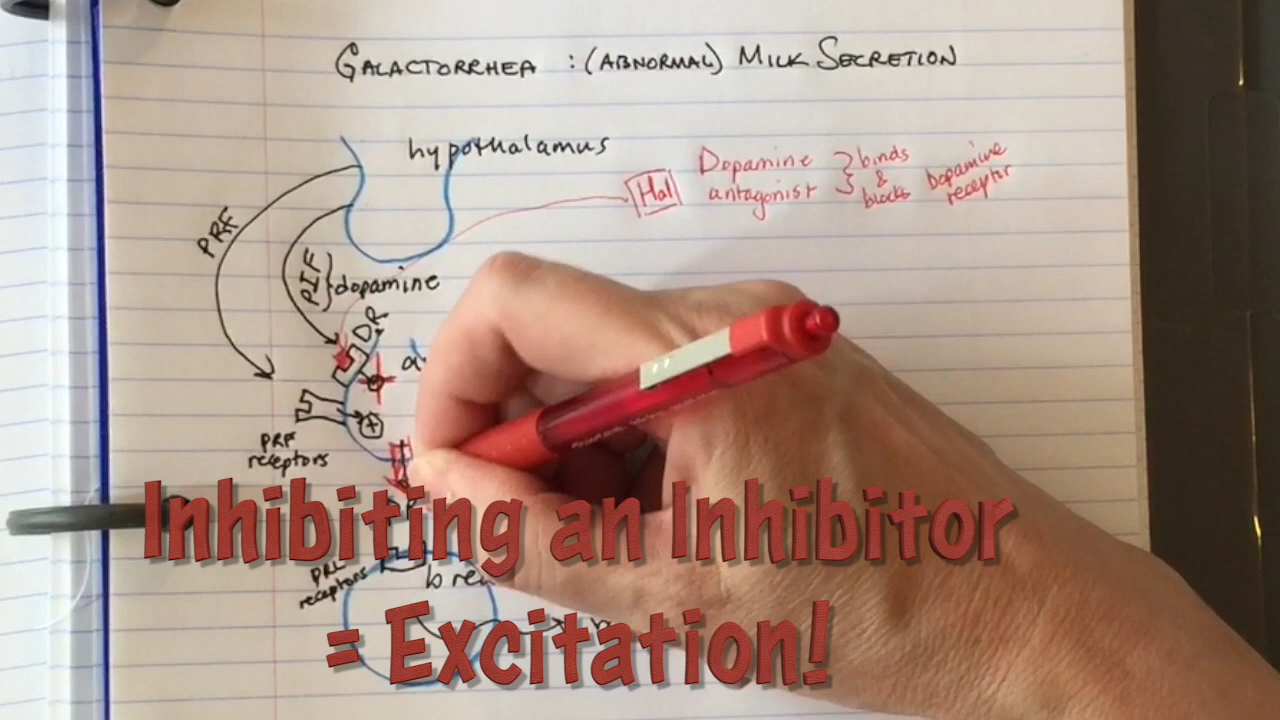 GALACTORRHEA : (ABNORMAL) MILK SECRETION
hypothalamus
Hal
Dopamine
antagonist
binds
&
blocks
Dopamine
receptor
PRF
PIF
dopamine
DR
PRF
receptors
Inhibiting an Inhibitor
= Excitation!
PRL
receptors